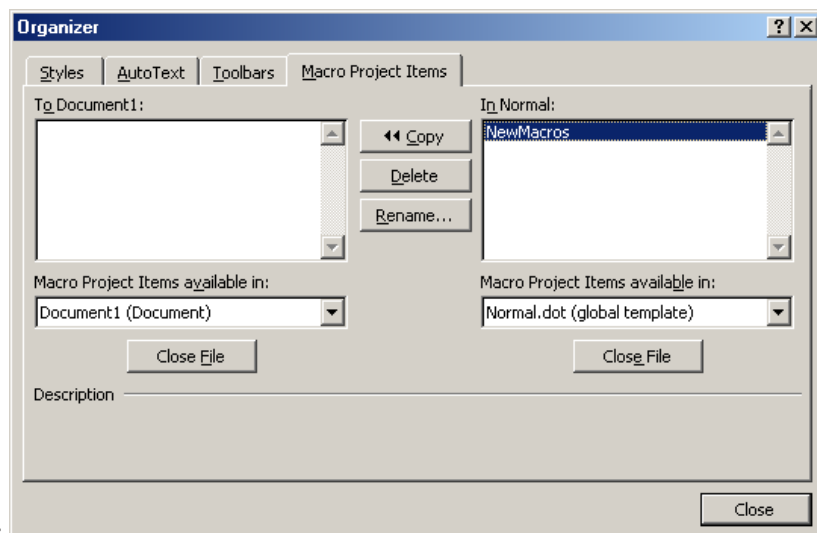 Organizer
Styles AutoText Toolbars Macro Project Items
To Document1: In Normal:
Copy NewMacros
Delete
Rename...
Macro Project Items available in: Macro Project Items available in:
Document1 (Document) Normal.dot (global template)
Close File Close File
Description
Close